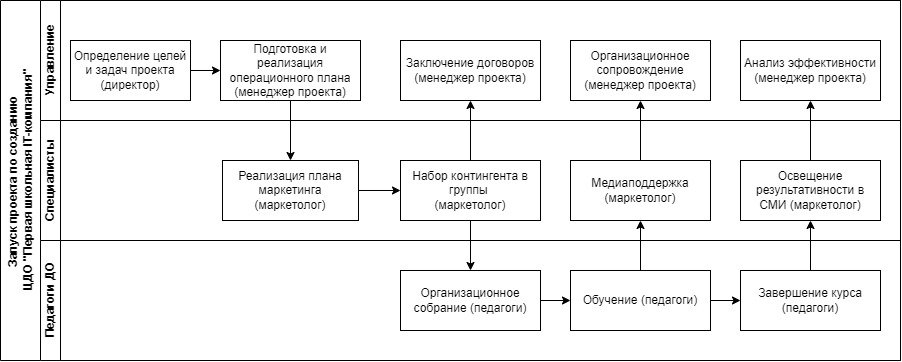 Запуск проекта по созданию
ЦДО "Первая школьная IT-компания"
Управление
Определение целей
и задач проекта
(директор)
Подготовка и
реализация
операционного плана
(менеджер проекта)
Заключение договоров
(менеджер проекта)
Организационное
сопровождение
(менеджер проекта)
Анализ эффективности
(менеджер проекта)
Специалисты
Реализация плана
маркетинга
(маркетолог)
Набор контингента в
группы
(маркетолог)
Медиаподдержка
(маркетолог)
Освещение
результативности в
СМИ (маркетолог)
Педагоги ДО
Организационное
собрание (педагоги)
Обучение (педагоги)
Завершение курса
(педагоги)